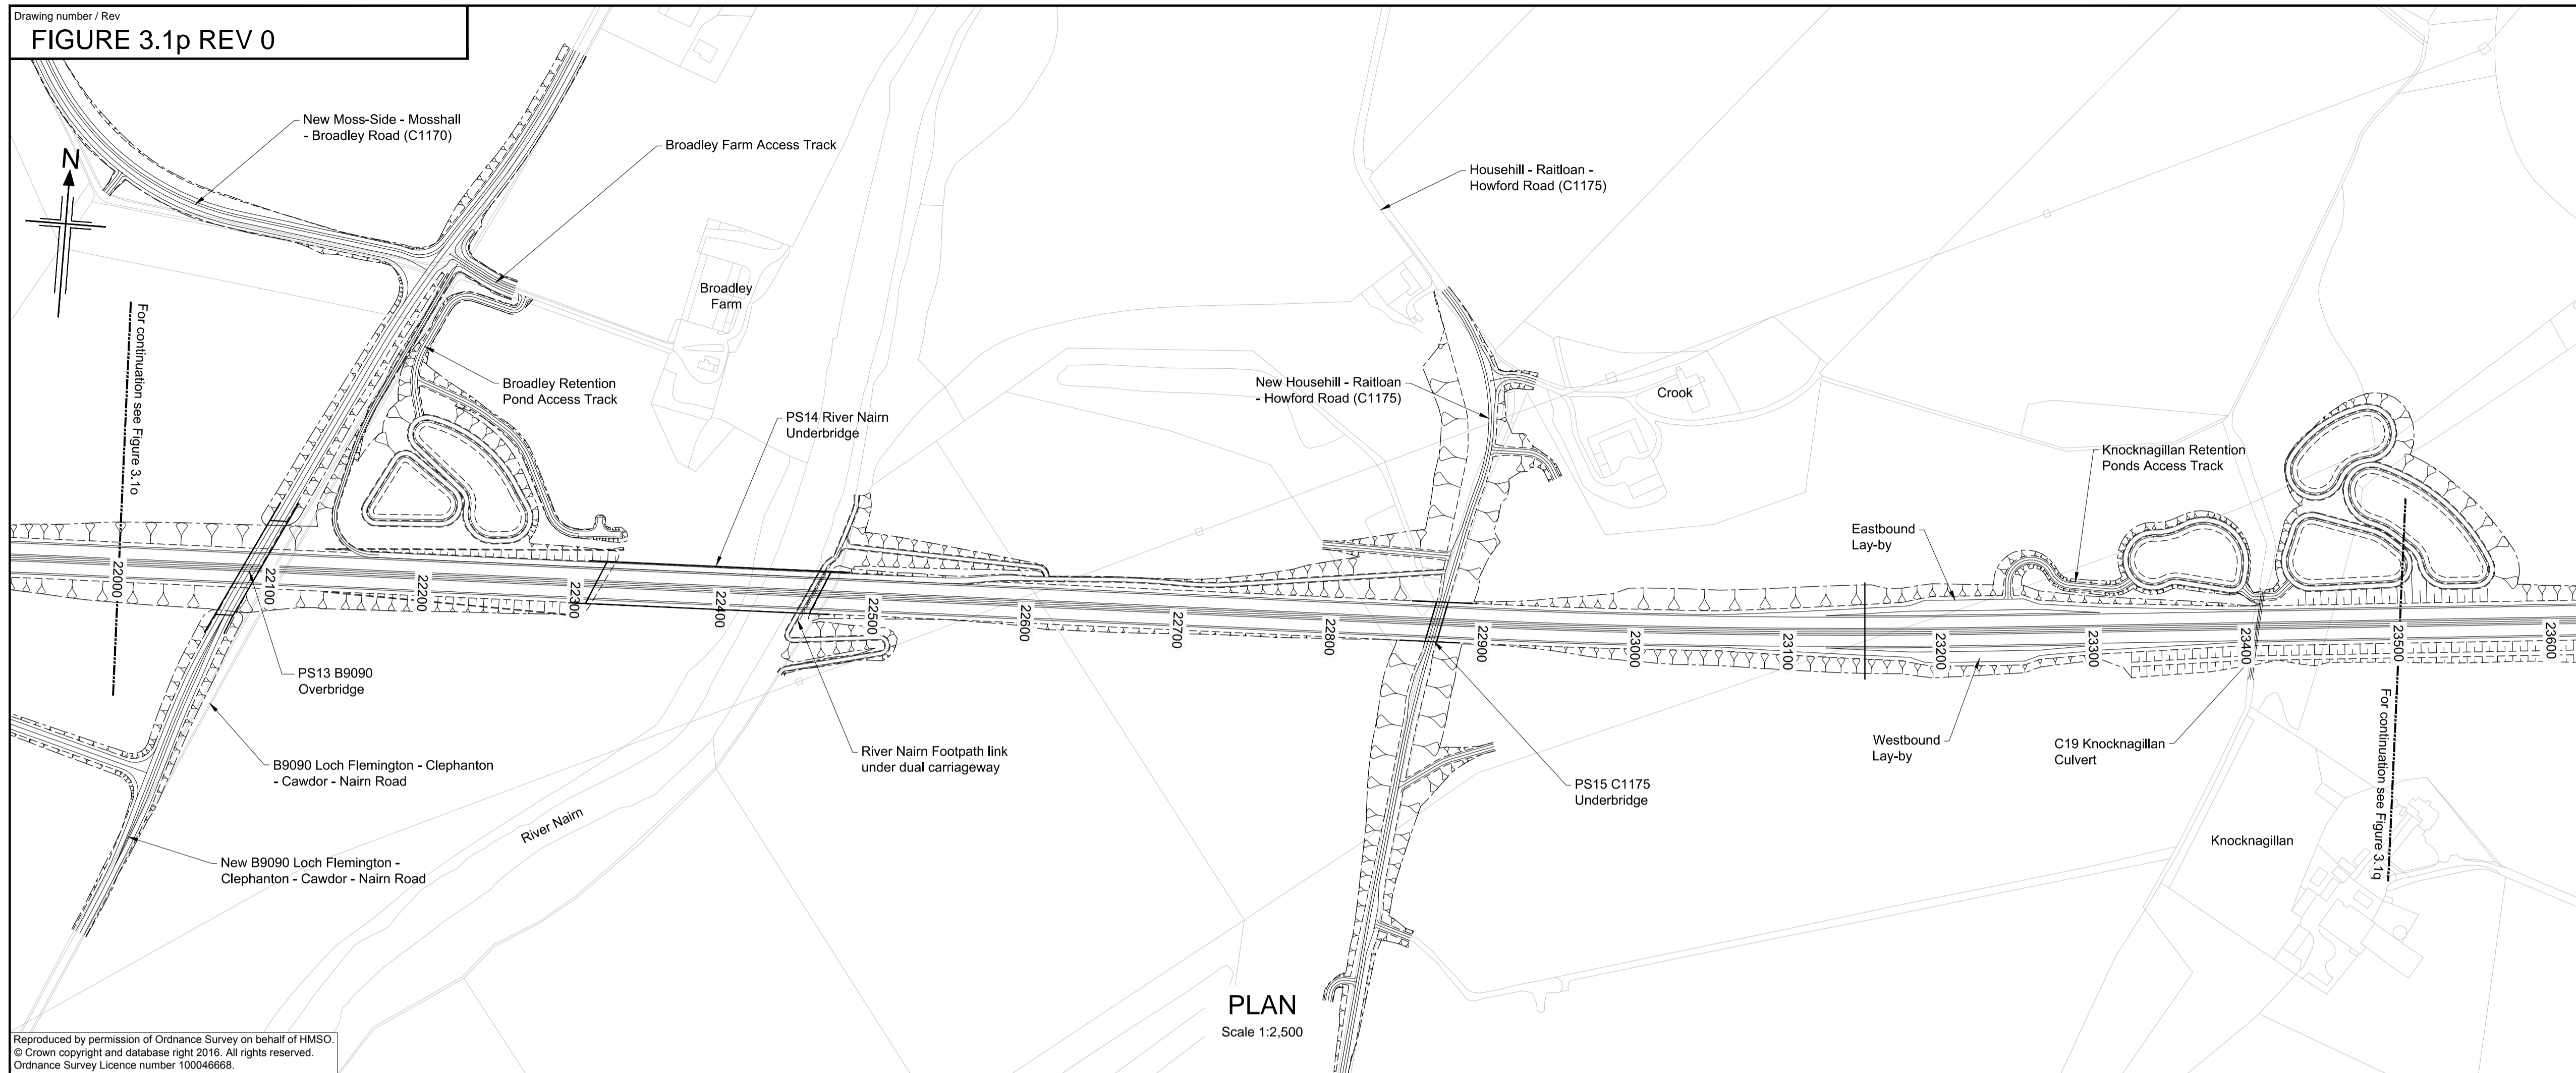 Drawing number / Rev
FIGURE 3.1p REV 0
New Moss-Side - Mosshall
- Broadley Road (C1170)
N
Broadley Farm Access Track
Househill - Raitloan -
Howford Road (C1175)
Broadley
Farm
For continuation see Figure 3.1o
Broadley Retention
Pond Access Track
PS14 River Nairn
Underbridge
New Househill - Raitloan
- Howford Road (C1175)
Crook
Knocknagillan Retention
Ponds Access Track
Eastbound
Lay-by
22000
22100
22200
22300
22400
22500
22600
22700
22800
22900
23000
23100
23200
23300
23400
23500
23600
PS13 B9090
Overbridge
B9090 Loch Flemington - Clephanton
- Cawdor - Nairn Road
River Nairn Footpath link
under dual carriageway
PS15 C1175
Underbridge
Westbound
Lay-by
C19 Knocknagillan
Culvert
For continuation see Figure 3.1q
River Nairn
New B9090 Loch Flemington -
Clephanton - Cawdor - Nairn Road
Knocknagillan
PLAN
Scale 1:2,500
Reproduced by permission of Ordnance Survey on behalf of HMSO.
© Crown copyright and database right 2016. All rights reserved.
Ordnance Survey Licence number 100046668.